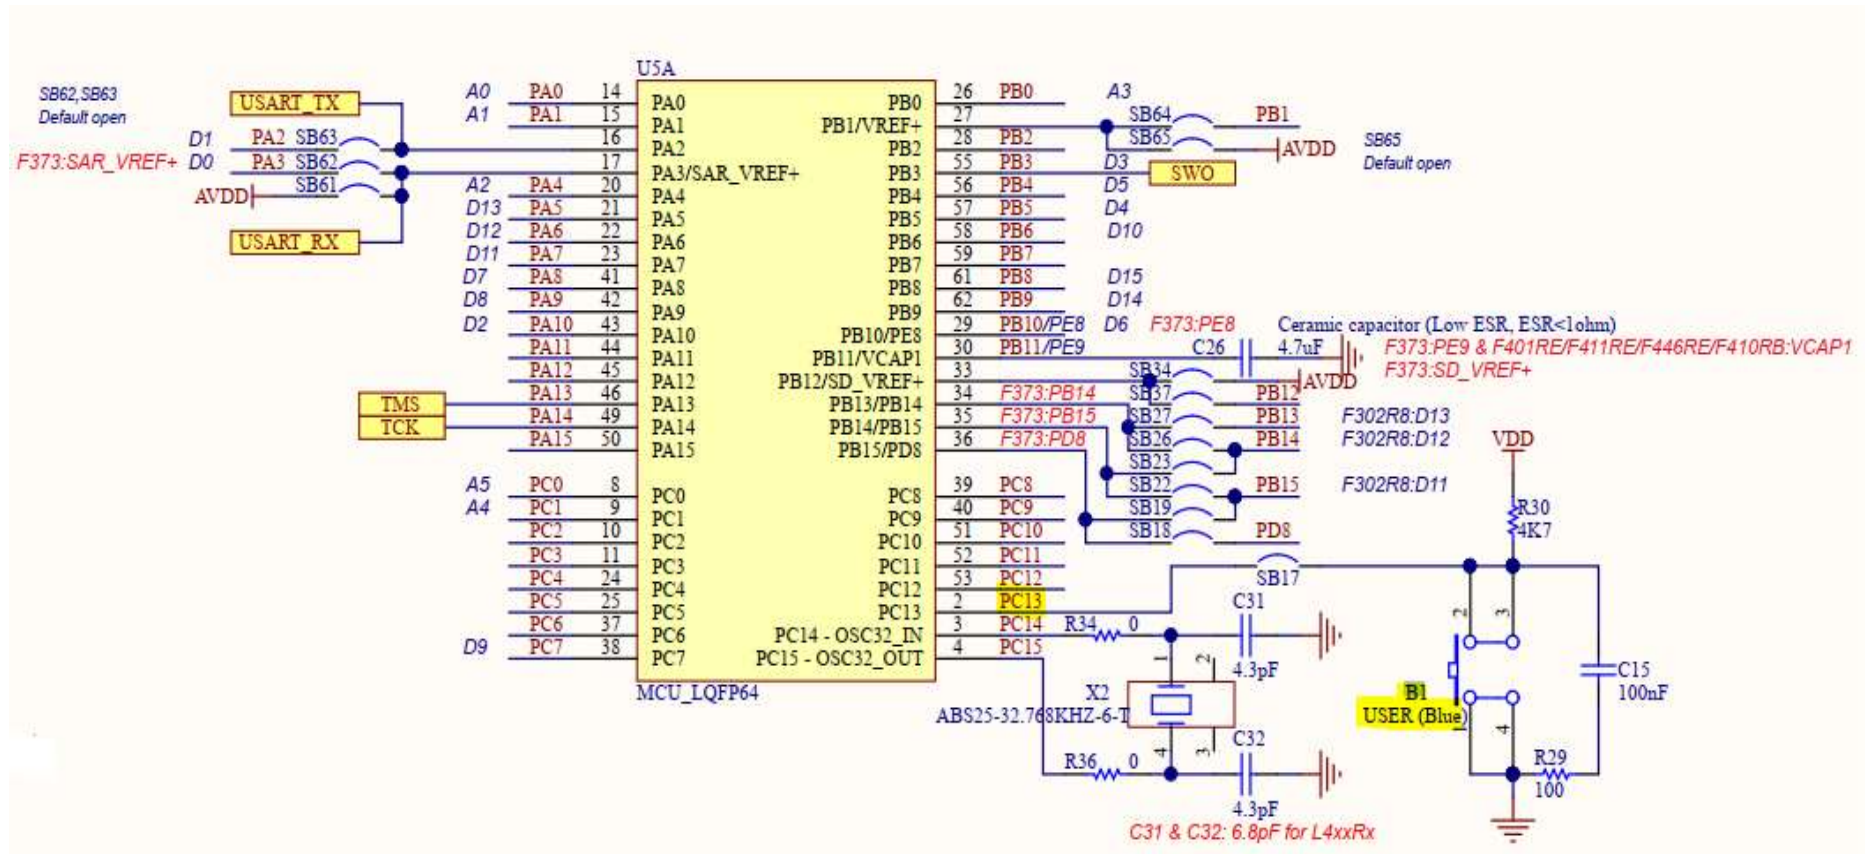 U5A
SB62,SB63
Default open
USART_TX
D1 PA2 SB63
F373:SAR_VREF+ D0 PA3 SB62
AVDD SB61
USART_RX
A0 PA0 14 PA0
A1 PA1 15 PA1
16 PA2
17 PA3/SAR_VREF+
A2 PA4 20 PA4
D13 PA5 21 PA5
D12 PA6 22 PA6
D11 PA7 23 PA7
D7 PA8 41 PA8
D8 PA9 42 PA9
D2 PA10 43 PA10
PA11 44 PA11
PA12 45 PA12
TMS PA13 46 PA13
TCK PA14 49 PA14
PA15 50 PA15
A5 PC0 8 PC0
A4 PC1 9 PC1
PC2 10 PC2
PC3 11 PC3
PC4 24 PC4
PC5 25 PC5
PC6 37 PC6
D9 PC7 38 PC7
MCU_LQFP64
PB0 26 PB0 A3
PB1/VREF+ 27 SB64 PB1
PB2 28 PB2 SB65 AVDD
SB65
Default open
PB3 55 PB3 D3 SWO
PB4 56 PB4 D5
PB5 57 PB5 D4
PB6 58 PB6 D10
PB7 59 PB7
PB8 61 PB8 D15
PB9 62 PB9 D14
PB10/PE8 29 PB10/PE8 D6 F373:PE8
Ceramic capacitor (Low ESR, ESR<1ohm)
PB11/VCAP1 30 PB11/PE9 C26 4.7uF
F373:PE9 & F401RE/F411RE/F446RE/F410RB:VCAP1
F373:SD_VREF+
PB12/SD_VREF+ 33 SB34 AVDD
PB13/PB14 34 F373:PB14 SB37 PB12
PB14/PB15 35 F373:PB15 SB27 PB13 F302R8:D13
PB15/PD8 36 F373:PD8 SB26 PB14 F302R8:D12
SB23
SB22 PB15 F302R8:D11
SB19
SB18 PD8
PC8 39 PC8
PC9 40 PC9
PC10 51 PC10
PC11 52 PC11
PC12 53 PC12
PC13 2 PC13
PC14 - OSC32_IN 3 PC14
PC15 - OSC32_OUT 4 PC15
SB17
VDD
R30
4K7
R34 0
C31
4.3pF
1 2
X2
ABS25-32.768KHZ-6-T
4 3
R36 0
C32
4.3pF
C31 & C32: 6.8pF for L4xxRx
2 3
B1
USER (Blue)
1 4
C15
100nF
R29
100